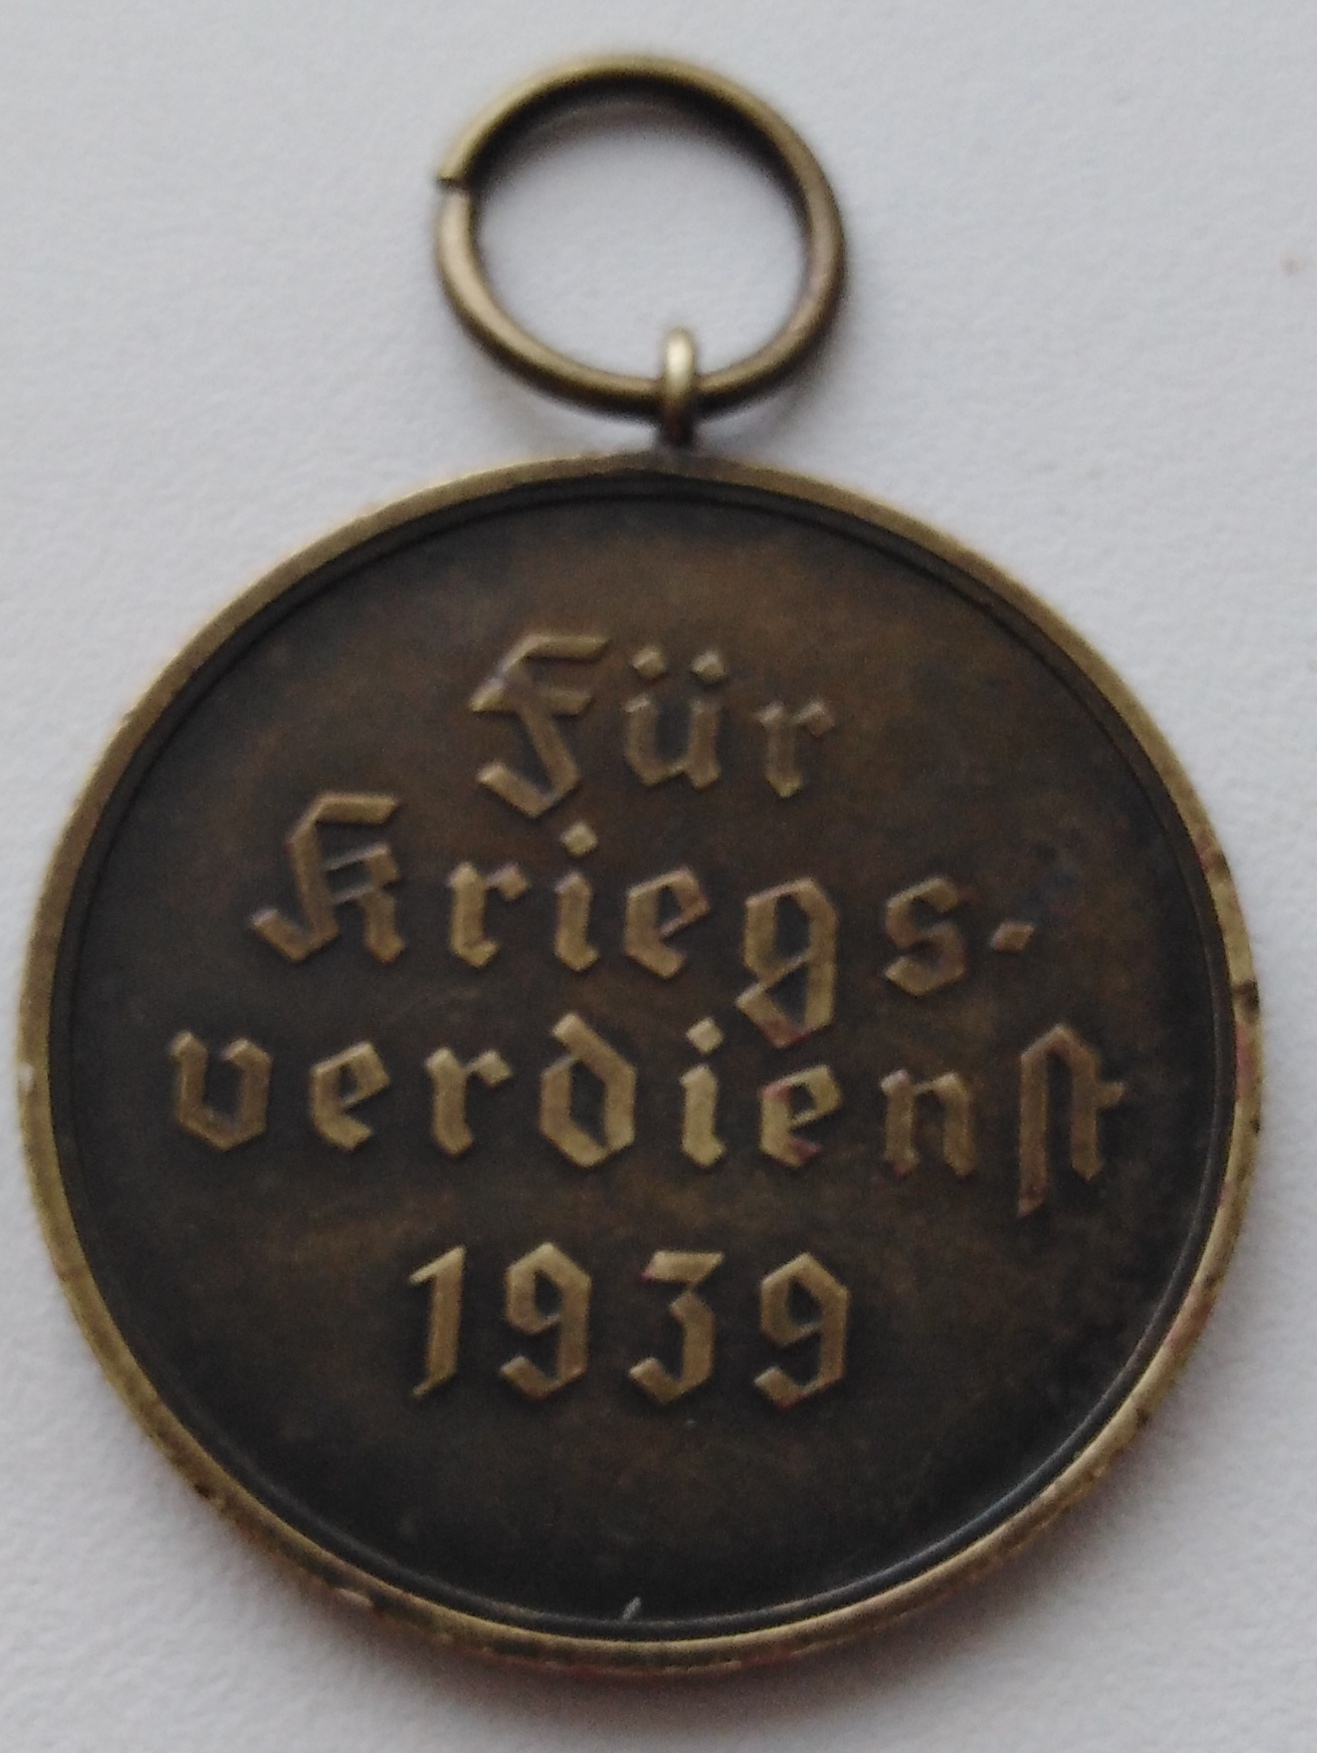 Für
Kriegs-
verdienst
1939